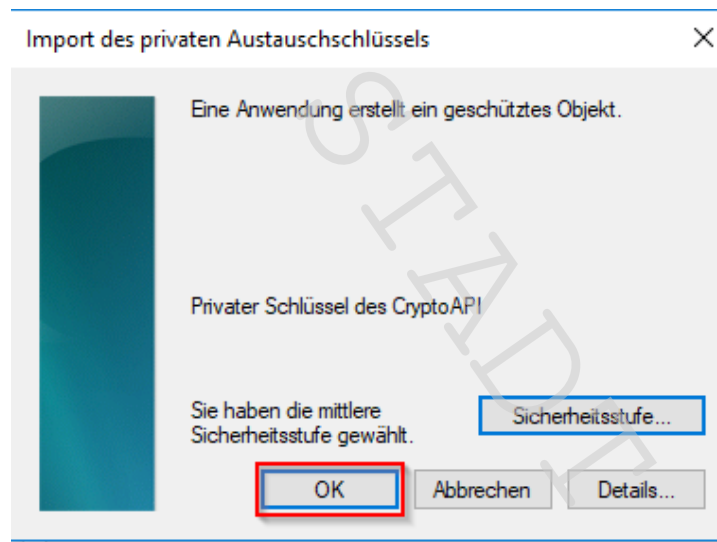 Import des privaten Austauschschlüssels
Eine Anwendung erstellt ein geschütztes Objekt.
Privater Schlüssel des CryptoAPI
Sie haben die mittlere
Sicherheitsstufe gewählt.
Sicherheitsstufe...
OK
Abbrechen
Details...
STADT